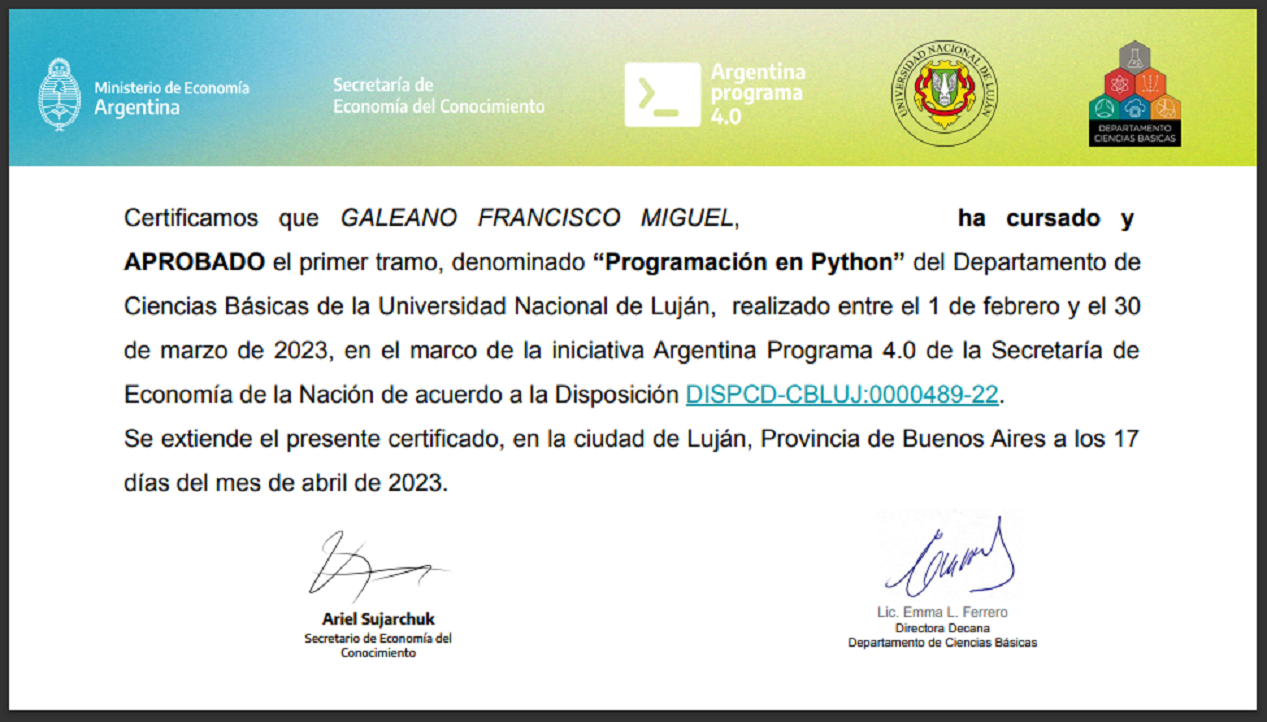 Ministerio de Economía
Argentina
Secretaría de
Economía del Conocimiento
Argentina
programa
4.0
UNIVERSIDAD NACIONAL DE LUJÁN
DEPARTAMENTO
CIENCIAS BÁSICAS
Certificamos que GALEANO FRANCISCO MIGUEL, ha cursado y
APROBADO el primer tramo, denominado “Programación en Python” del Departamento de
Ciencias Básicas de la Universidad Nacional de Luján, realizado entre el 1 de febrero y el 30
de marzo de 2023, en el marco de la iniciativa Argentina Programa 4.0 de la Secretaría de
Economía de la Nación de acuerdo a la Disposición DISPCD-CBLUJ:0000489-22.
Se extiende el presente certificado, en la ciudad de Luján, Provincia de Buenos Aires a los 17
días del mes de abril de 2023.
Ariel Sujarchuk
Secretario de Economía del
Conocimiento
Lic. Emma L. Ferrero
Directora Decana
Departamento de Ciencias Básicas